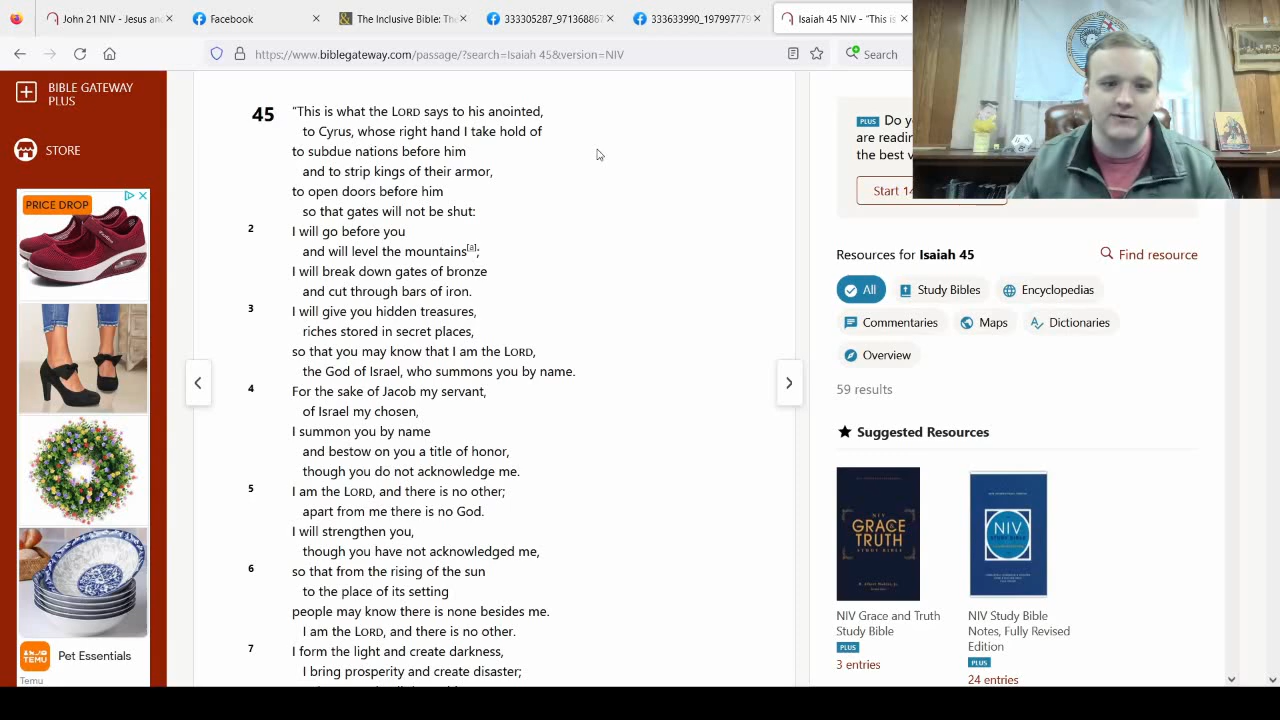 John 21 NIV - Jesus and
Facebook
The Inclusive Bible: The
333305287_971368867
333633990_197597779
Isaiah 45 NIV - “This is
https://www.biblegateway.com/passage/?search=Isaiah 45&version=NIV
Search
BIBLE GATEWAY
PLUS
STORE
PRICE DROP
TEMU
Pet Essentials
Temu
45 “This is what the LORD says to his anointed,
to Cyrus, whose right hand I take hold of
to subdue nations before him
and to strip kings of their armor,
to open doors before him
so that gates will not be shut:
2 I will go before you
and will level the mountains[a];
I will break down gates of bronze
and cut through bars of iron.
3 I will give you hidden treasures,
riches stored in secret places,
so that you may know that I am the LORD,
the God of Israel, who summons you by name.
4 For the sake of Jacob my servant,
of Israel my chosen,
I summon you by name
and bestow on you a title of honor,
though you do not acknowledge me.
5 I am the LORD, and there is no other;
apart from me there is no God.
I will strengthen you,
though you have not acknowledged me,
6 so that from the rising of the sun
to the place of its setting
people may know there is none besides me.
I am the LORD, and there is no other.
7 I form the light and create darkness,
I bring prosperity and create disaster;
PLUS Do
are readin
the best v
Start 14
Resources for Isaiah 45
Find resource
All
Study Bibles
Encyclopedias
Commentaries
Maps
Dictionaries
Overview
59 results
Suggested Resources
NIV
GRACE
TRUTH
STUDY BIBLE
NIV
STUDY BIBLE
NIV Grace and Truth
Study Bible
PLUS
3 entries
NIV Study Bible
Notes, Fully Revised
Edition
PLUS
24 entries